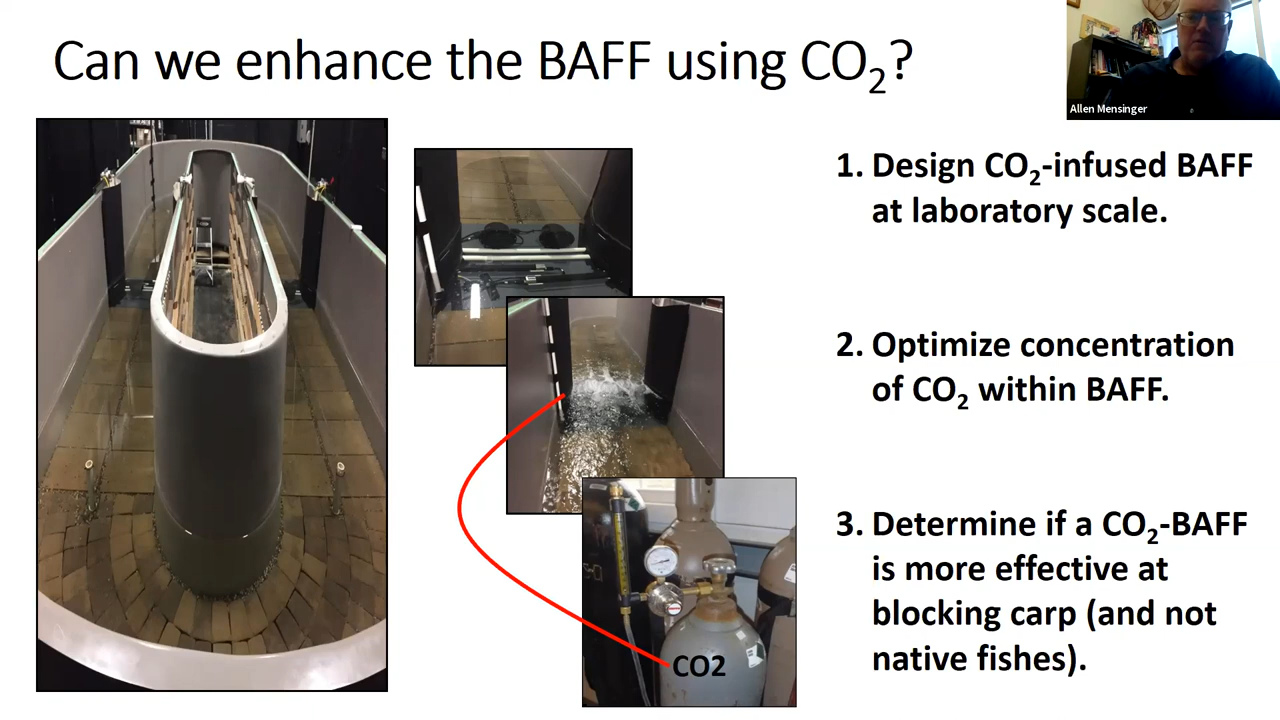 Can we enhance the BAFF using CO₂?
Allen Mensinger
1. Design CO₂-infused BAFF
at laboratory scale.
2. Optimize concentration
of CO₂ within BAFF.
3. Determine if a CO₂-BAFF
is more effective at
blocking carp (and not
native fishes).
CO2